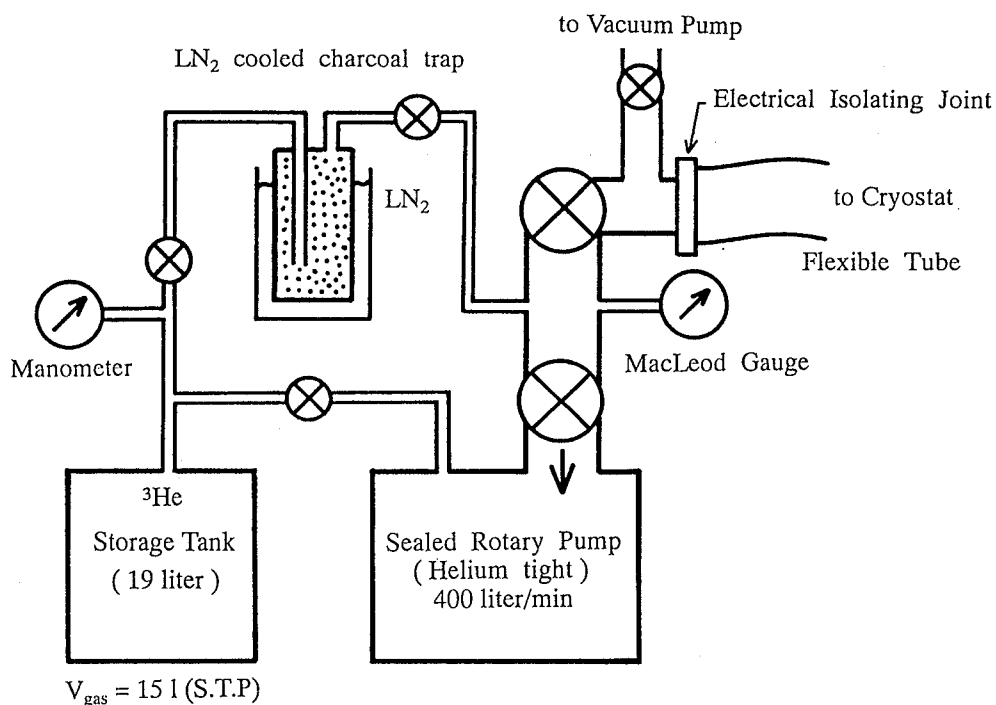 to Vacuum Pump
LN₂ cooled charcoal trap
Electrical Isolating Joint
LN₂
to Cryostat
Flexible Tube
Manometer
MacLeod Gauge
³He
Storage Tank
( 19 liter )
Sealed Rotary Pump
( Helium tight )
400 liter/min
V_gas = 15 l (S.T.P)